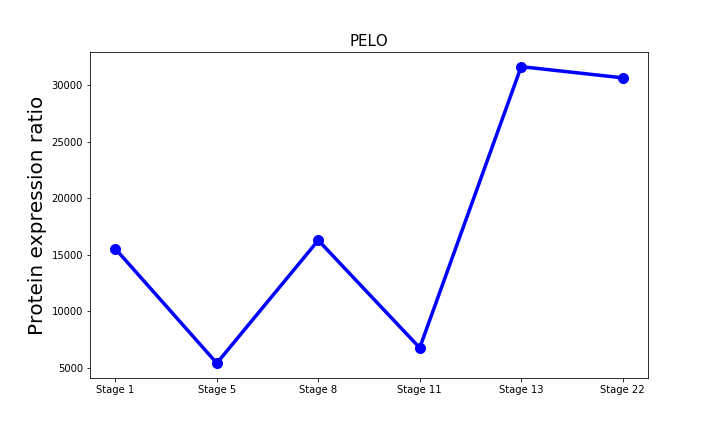 PELO
Protein expression ratio
30000
25000
20000
15000
10000
5000
Stage 1 Stage 5 Stage 8 Stage 11 Stage 13 Stage 22